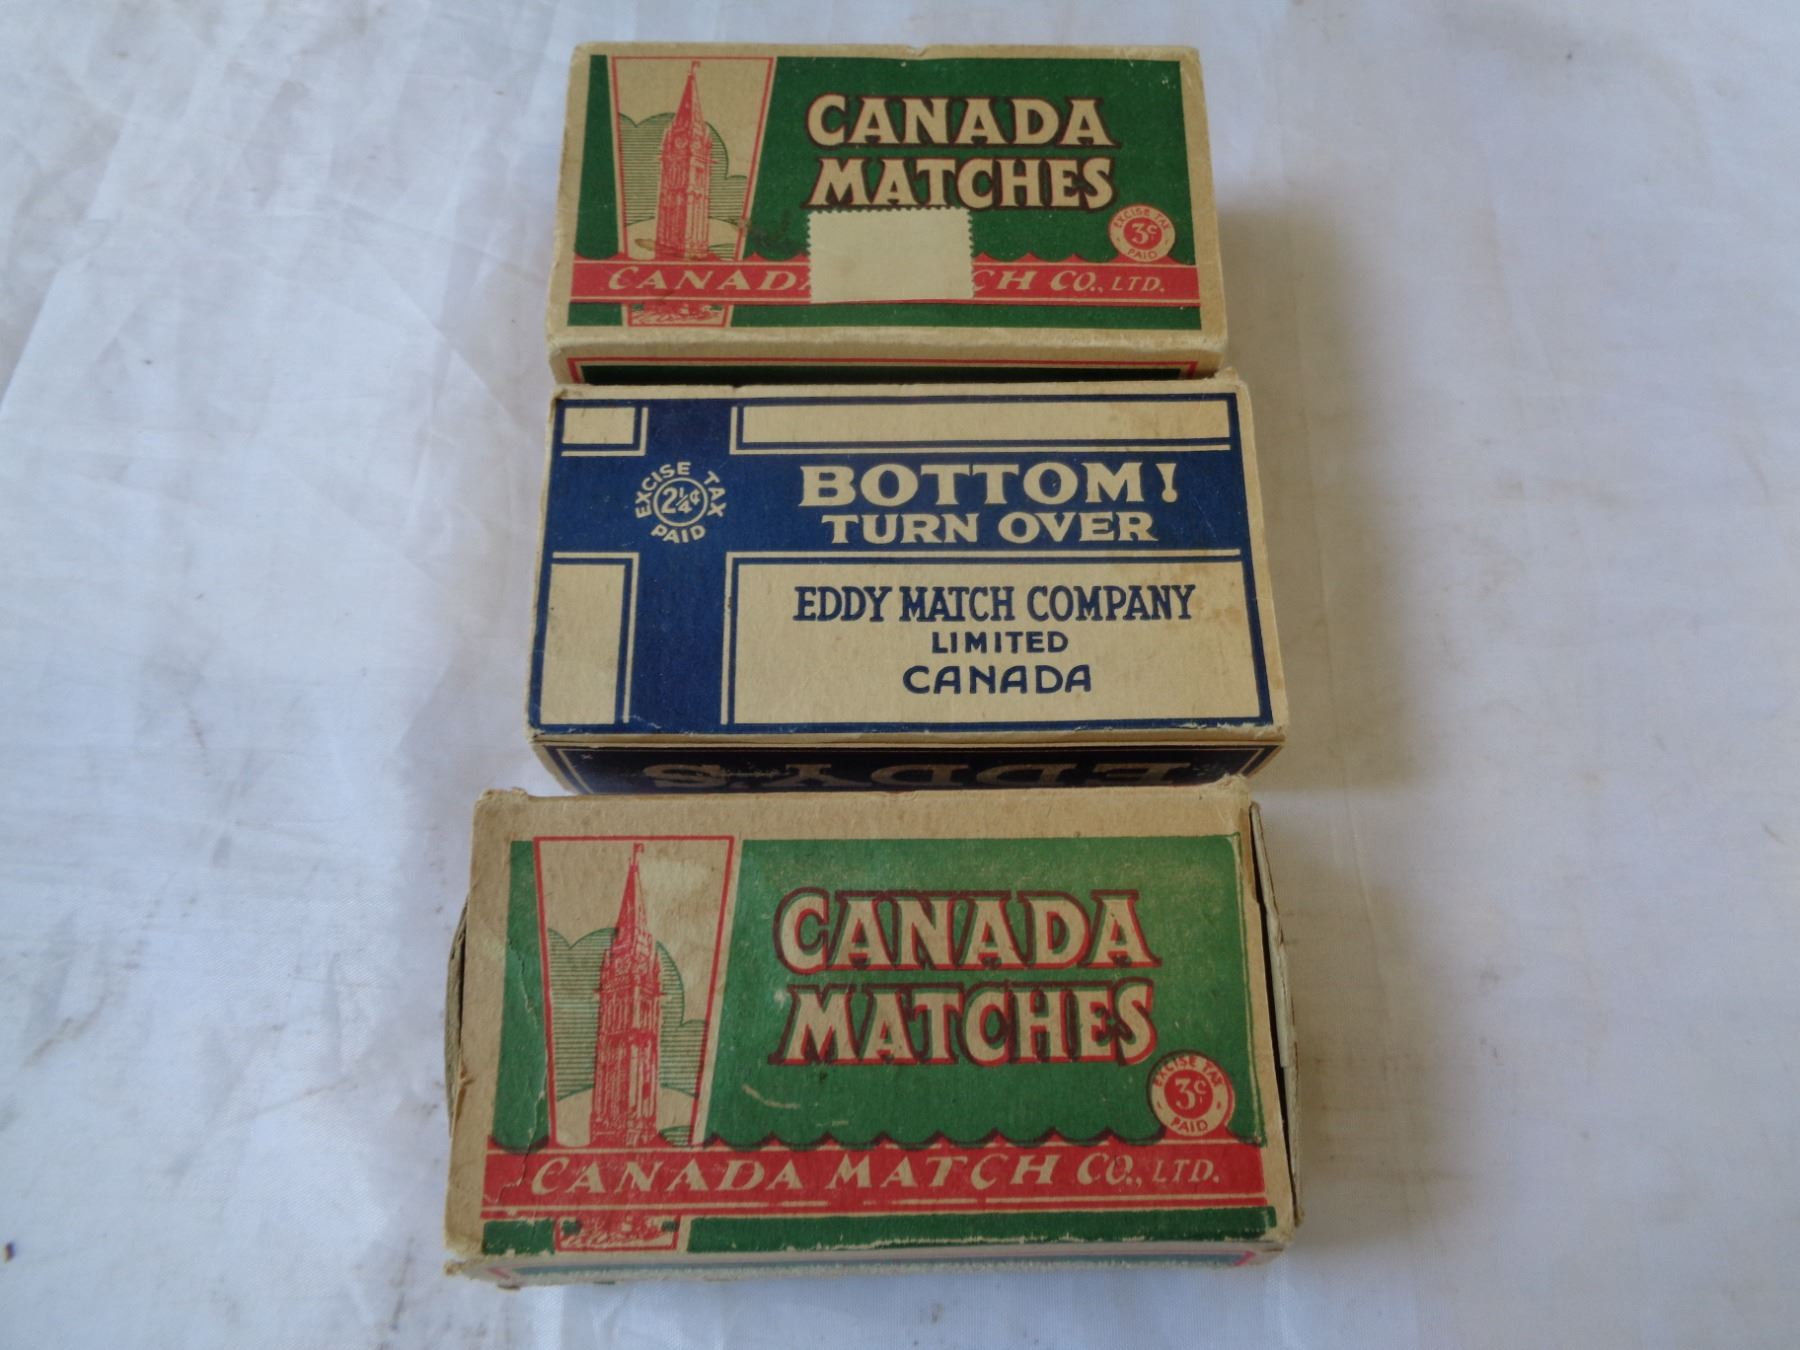 CANADA
MATCHES
EXCISE TAX
3¢
PAID
CANADA CH CO., LTD.
EXCISE TAX
2¼¢
PAID
BOTTOM!
TURN OVER
EDDY MATCH COMPANY
LIMITED
CANADA
EDDY'S
CANADA
MATCHES
EXCISE TAX
3¢
PAID
CANADA MATCH CO., LTD.